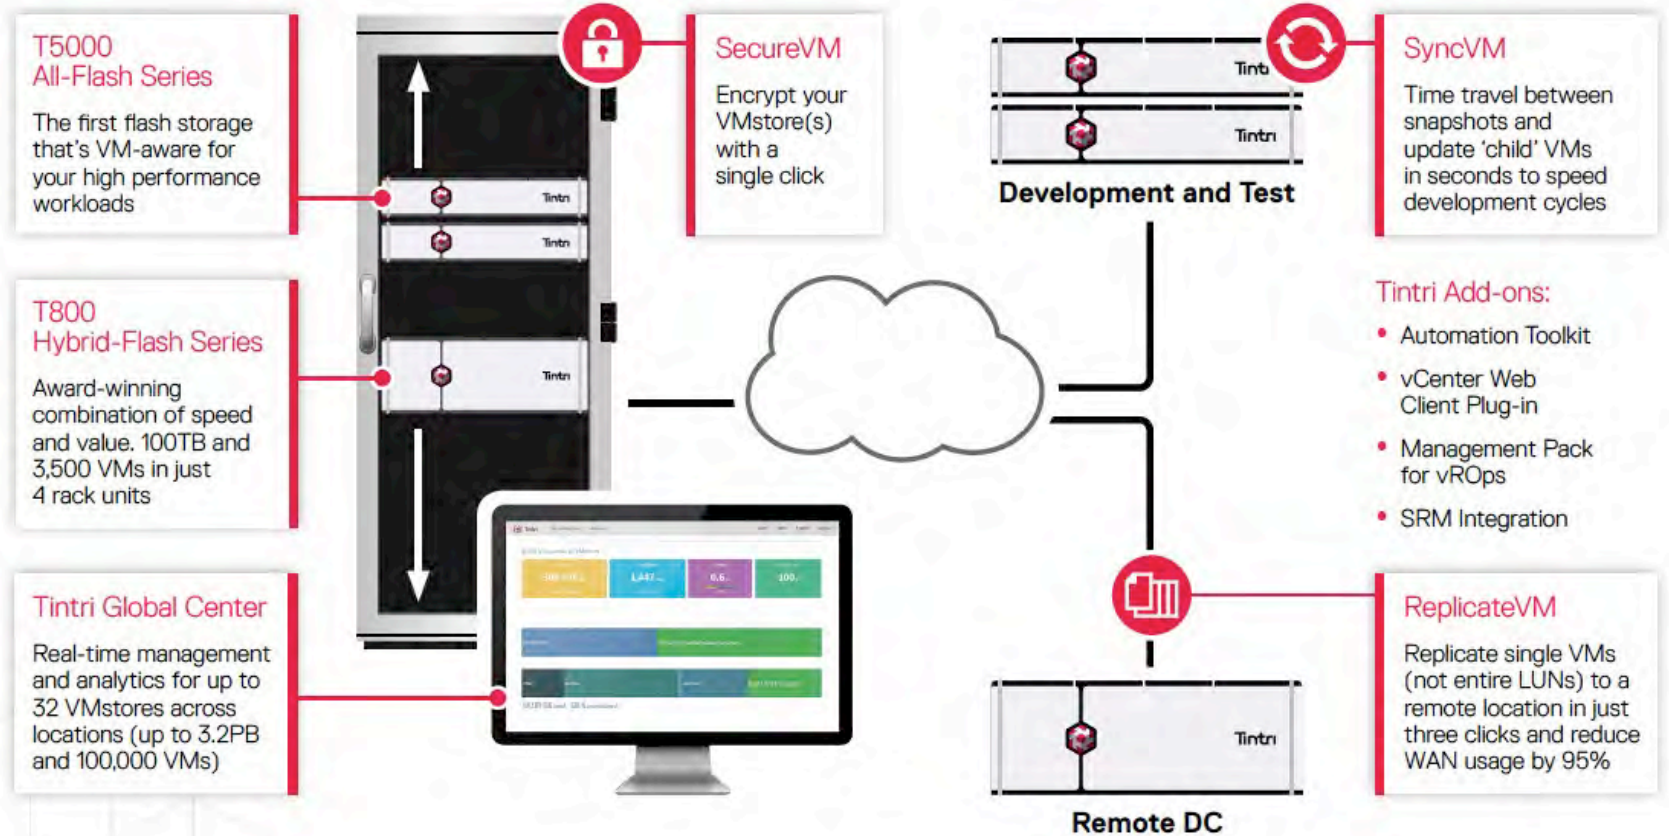 T5000
All-Flash Series
The first flash storage
that's VM-aware for
your high performance
workloads
T800
Hybrid-Flash Series
Award-winning
combination of speed
and value. 100TB and
3,500 VMs in just
4 rack units
Tintri Global Center
Real-time management
and analytics for up to
32 VMstores across
locations (up to 3.2PB
and 100,000 VMs)
Tintri
Tintri
Tintri
SecureVM
Encrypt your
VMstore(s)
with a
single click
Tintri
Tintri
Development and Test
SyncVM
Time travel between
snapshots and
update ‘child’ VMs
in seconds to speed
development cycles
Tintri Add-ons:
• Automation Toolkit
• vCenter Web
Client Plug-in
• Management Pack
for vROps
• SRM Integration
ReplicateVM
Replicate single VMs
(not entire LUNs) to a
remote location in just
three clicks and reduce
WAN usage by 95%
Tintri
Remote DC